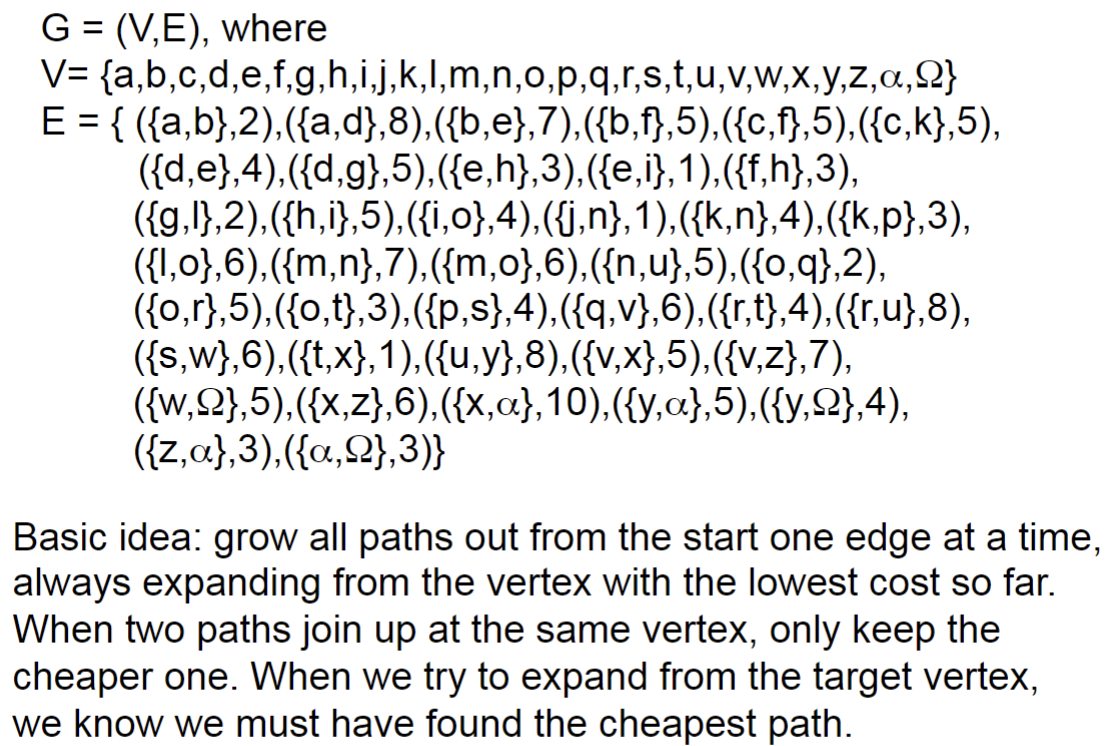 G = (V,E), where
V= {a,b,c,d,e,f,g,h,i,j,k,l,m,n,o,p,q,r,s,t,u,v,w,x,y,z,α,Ω}
E = { ({a,b},2),({a,d},8),({b,e},7),({b,f},5),({c,f},5),({c,k},5),
({d,e},4),({d,g},5),({e,h},3),({e,i},1),({f,h},3),
({g,l},2),({h,i},5),({i,o},4),({j,n},1),({k,n},4),({k,p},3),
({l,o},6),({m,n},7),({m,o},6),({n,u},5),({o,q},2),
({o,r},5),({o,t},3),({p,s},4),({q,v},6),({r,t},4),({r,u},8),
({s,w},6),({t,x},1),({u,y},8),({v,x},5),({v,z},7),
({w,Ω},5),({x,z},6),({x,α},10),({y,α},5),({y,Ω},4),
({z,α},3),({α,Ω},3)}
Basic idea: grow all paths out from the start one edge at a time,
always expanding from the vertex with the lowest cost so far.
When two paths join up at the same vertex, only keep the
cheaper one. When we try to expand from the target vertex,
we know we must have found the cheapest path.